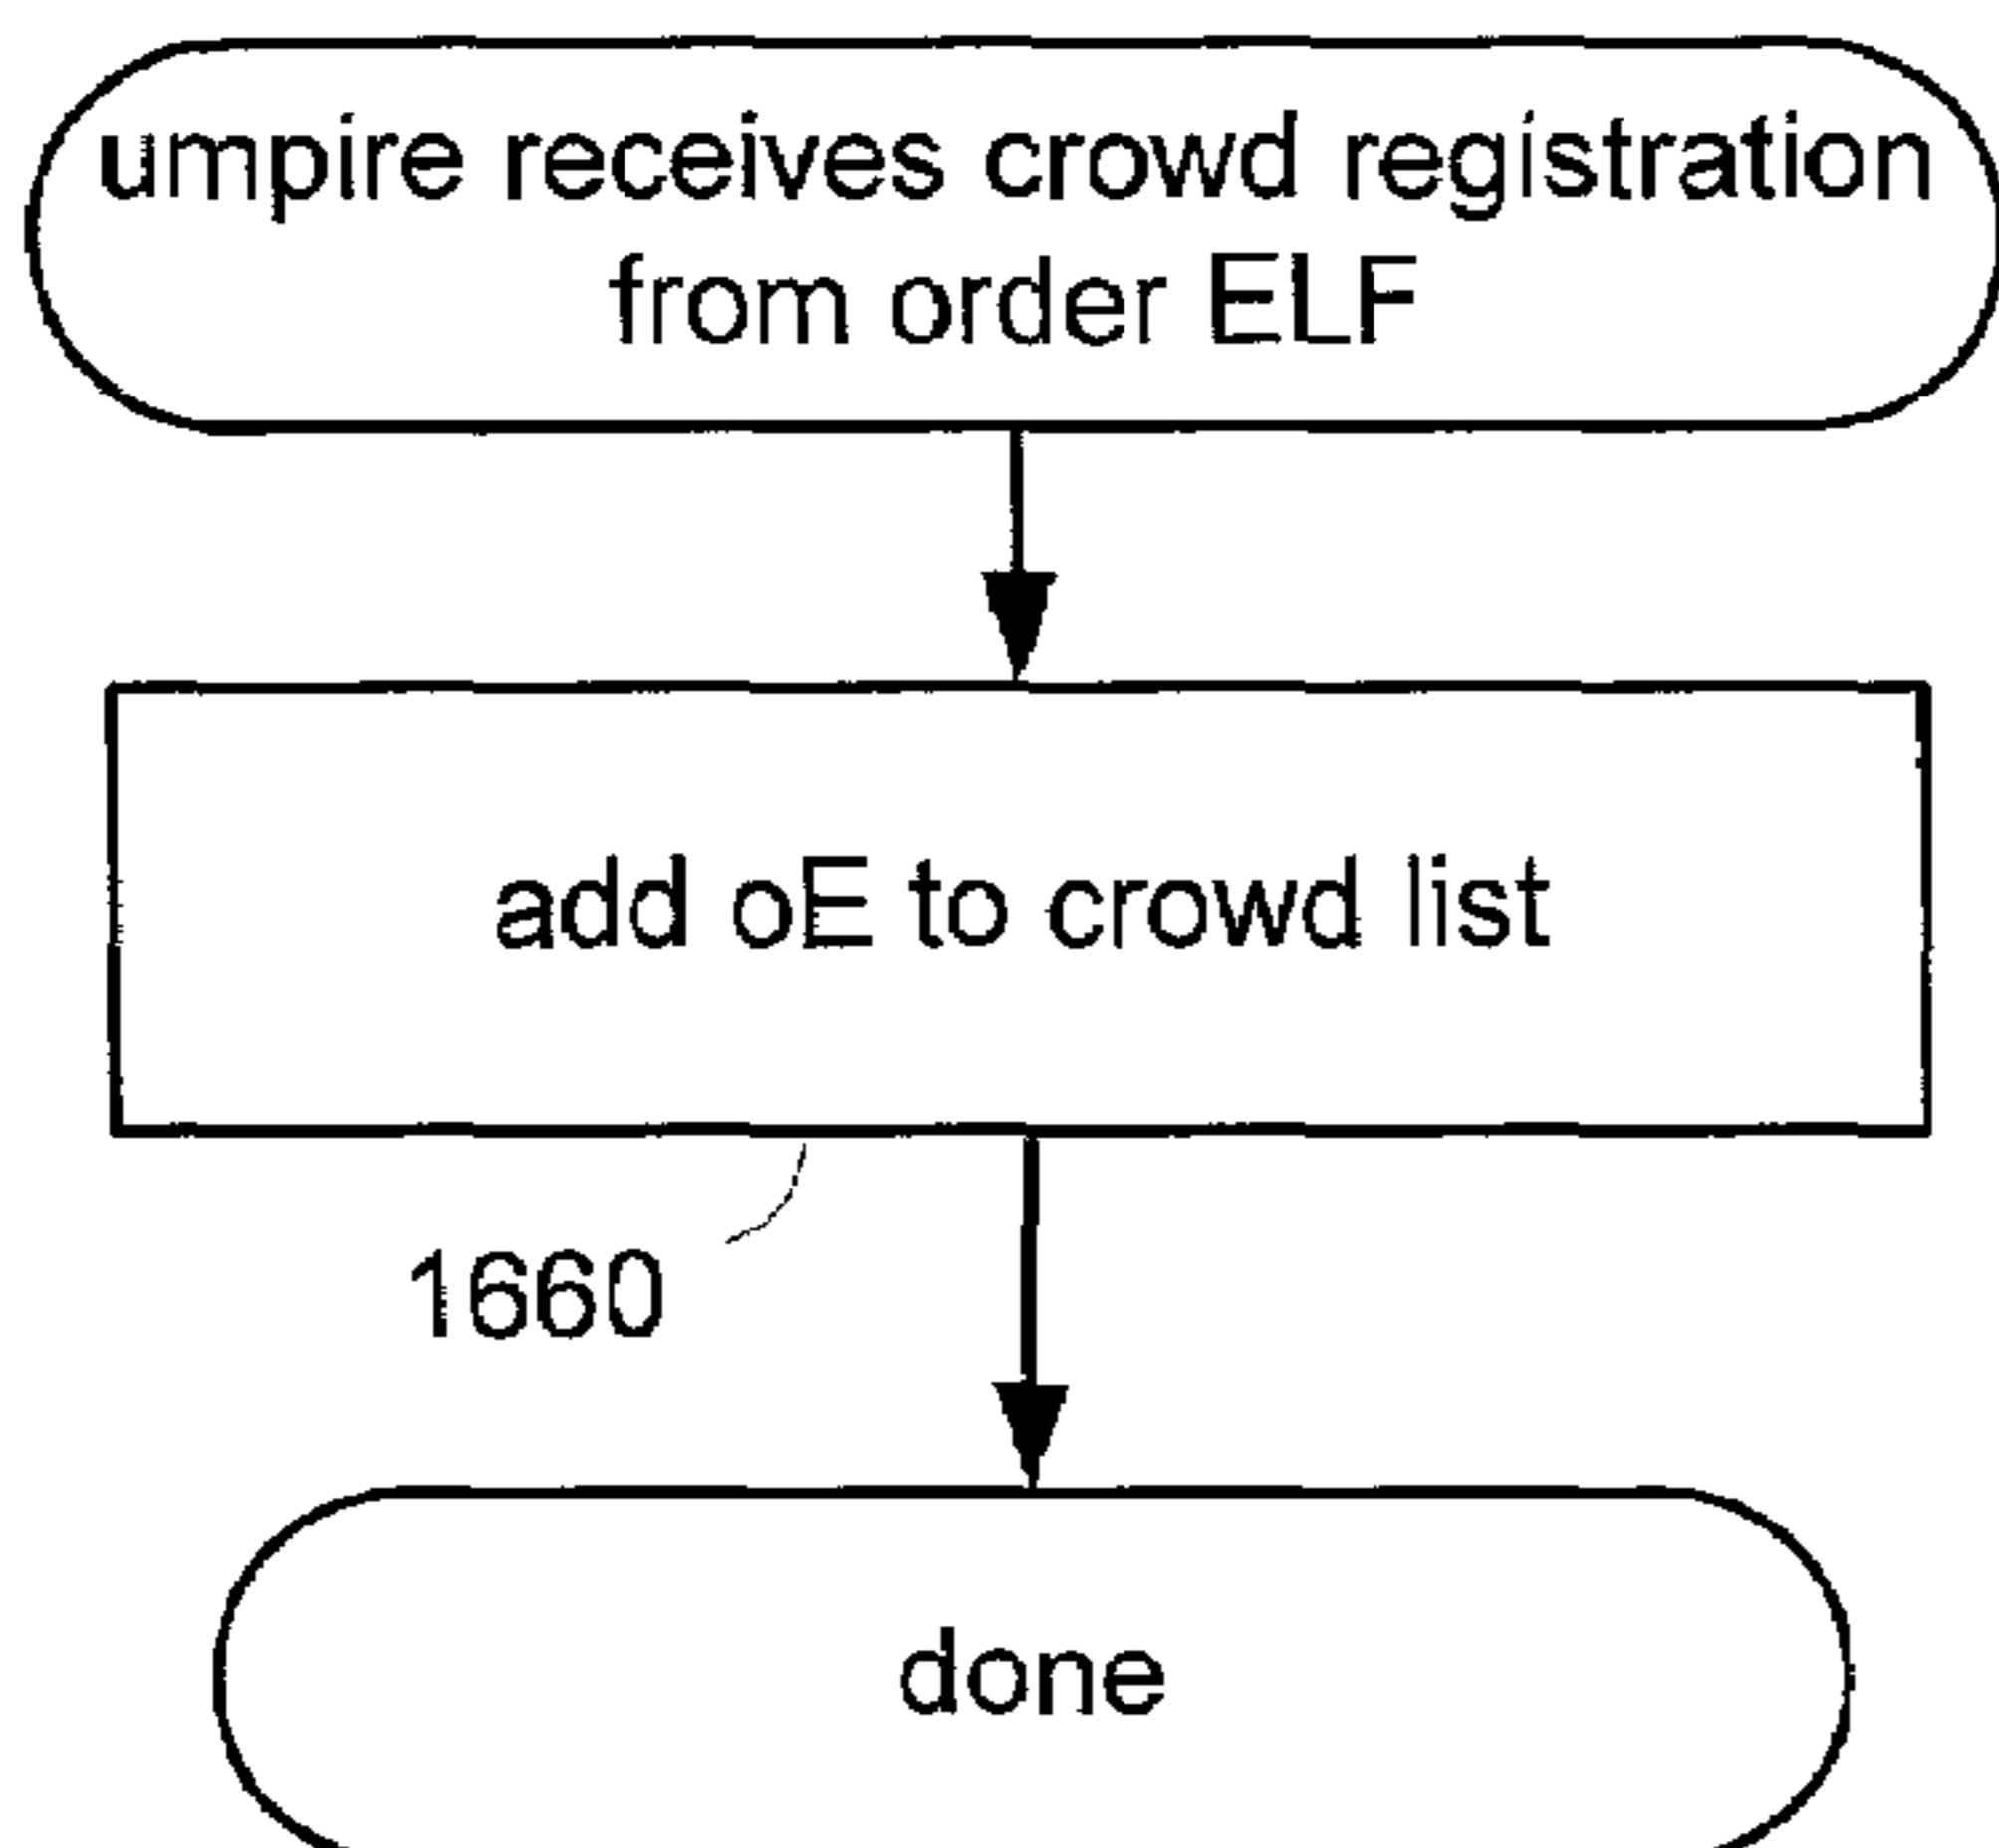 umpire receives crowd registration
from order ELF
add oE to crowd list
1660
done